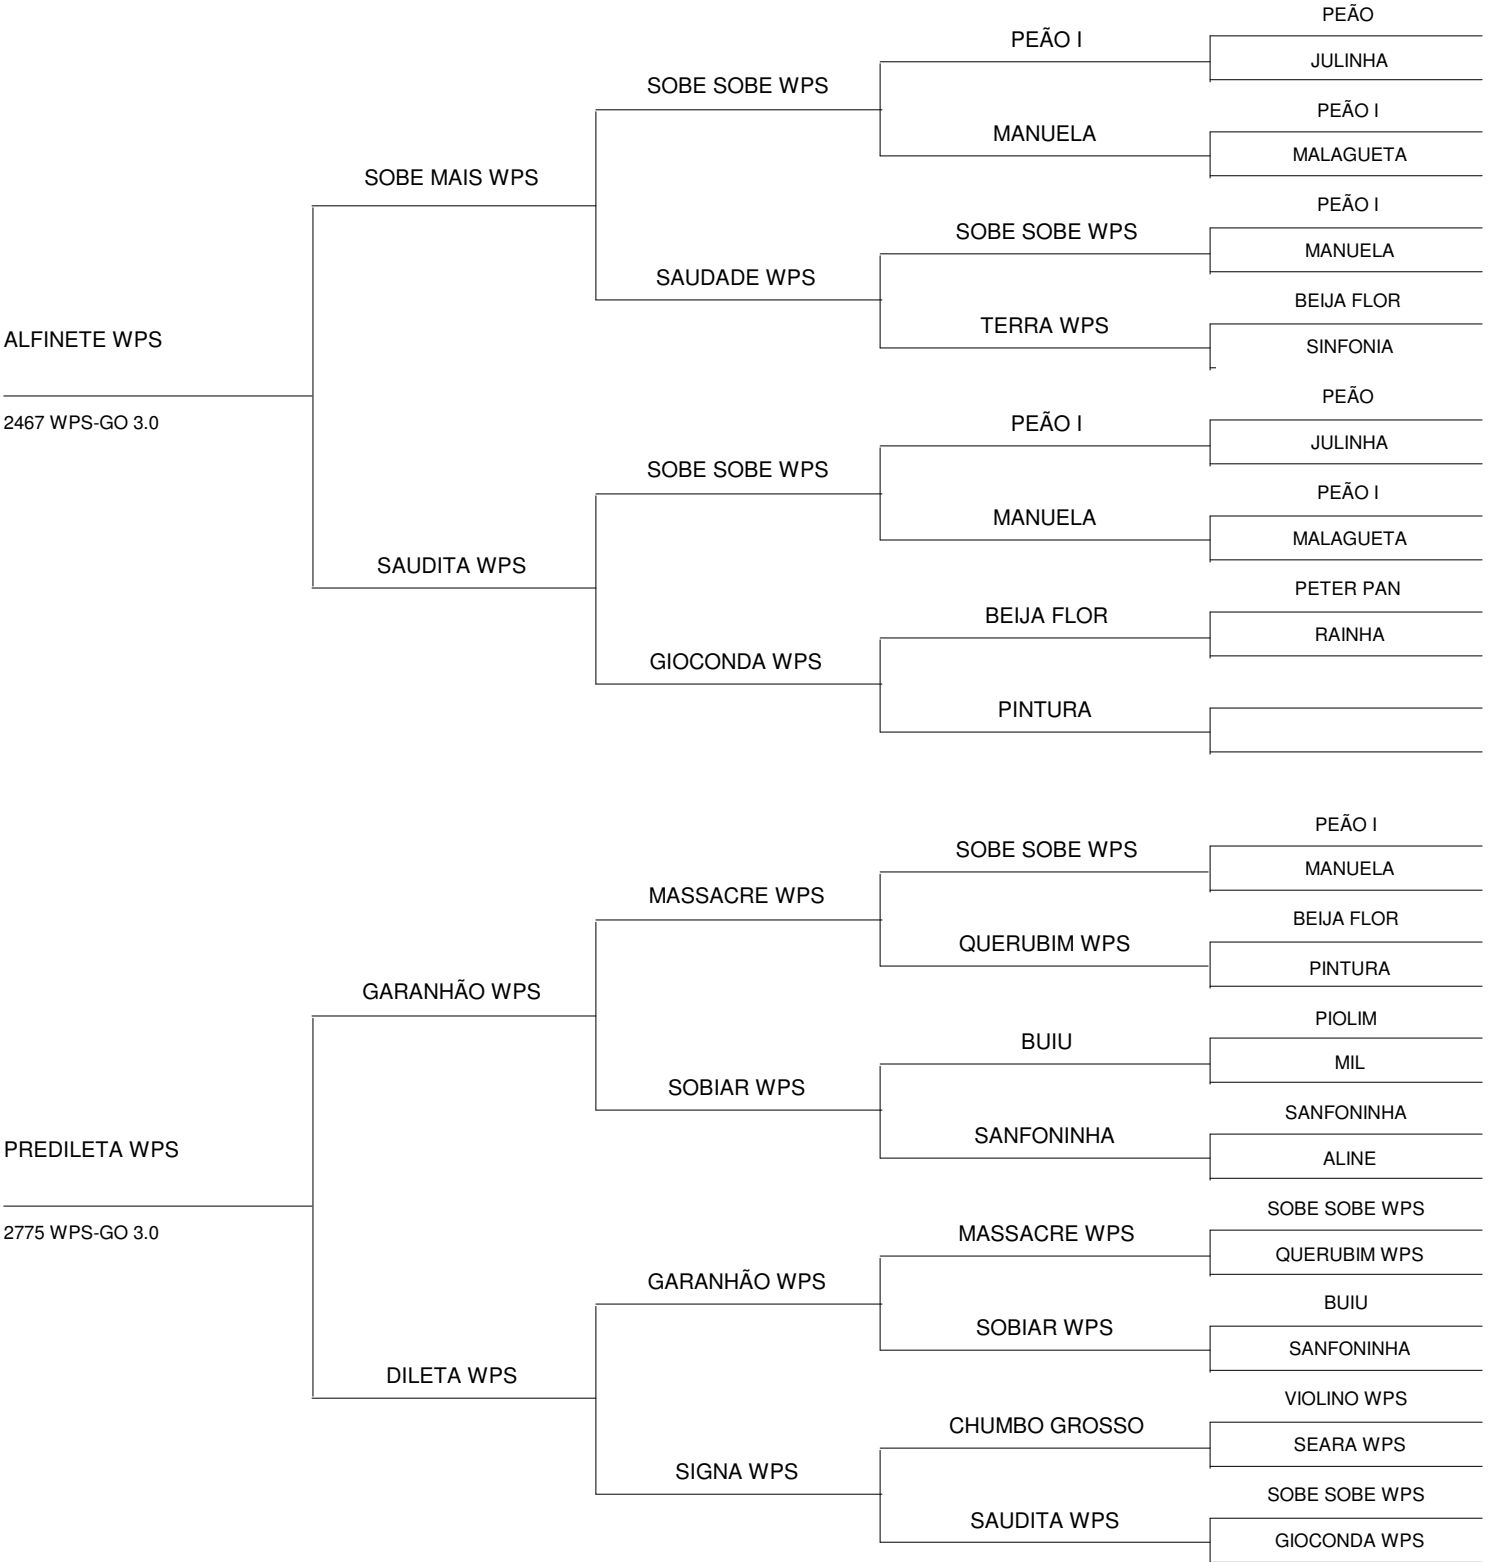 PEÃO
PEÃO I
JULINHA
SOBE SOBE WPS
PEÃO I
MANUELA
MALAGUETA
SOBE MAIS WPS
PEÃO I
SOBE SOBE WPS
MANUELA
SAUDADE WPS
BEIJA FLOR
TERRA WPS
SINFONIA
ALFINETE WPS
2467 WPS-GO 3.0
PEÃO
PEÃO I
JULINHA
SOBE SOBE WPS
PEÃO I
MANUELA
MALAGUETA
SAUDITA WPS
PETER PAN
BEIJA FLOR
RAINHA
GIOCONDA WPS
PINTURA
PEÃO I
SOBE SOBE WPS
MANUELA
MASSACRE WPS
BEIJA FLOR
QUERUBIM WPS
PINTURA
GARANHÃO WPS
PIOLIM
BUIU
MIL
SOBIAR WPS
SANFONINHA
SANFONINHA
ALINE
PREDILETA WPS
2775 WPS-GO 3.0
SOBE SOBE WPS
MASSACRE WPS
QUERUBIM WPS
GARANHÃO WPS
BUIU
SOBIAR WPS
SANFONINHA
DILETA WPS
VIOLINO WPS
CHUMBO GROSSO
SEARA WPS
SIGNA WPS
SOBE SOBE WPS
SAUDITA WPS
GIOCONDA WPS